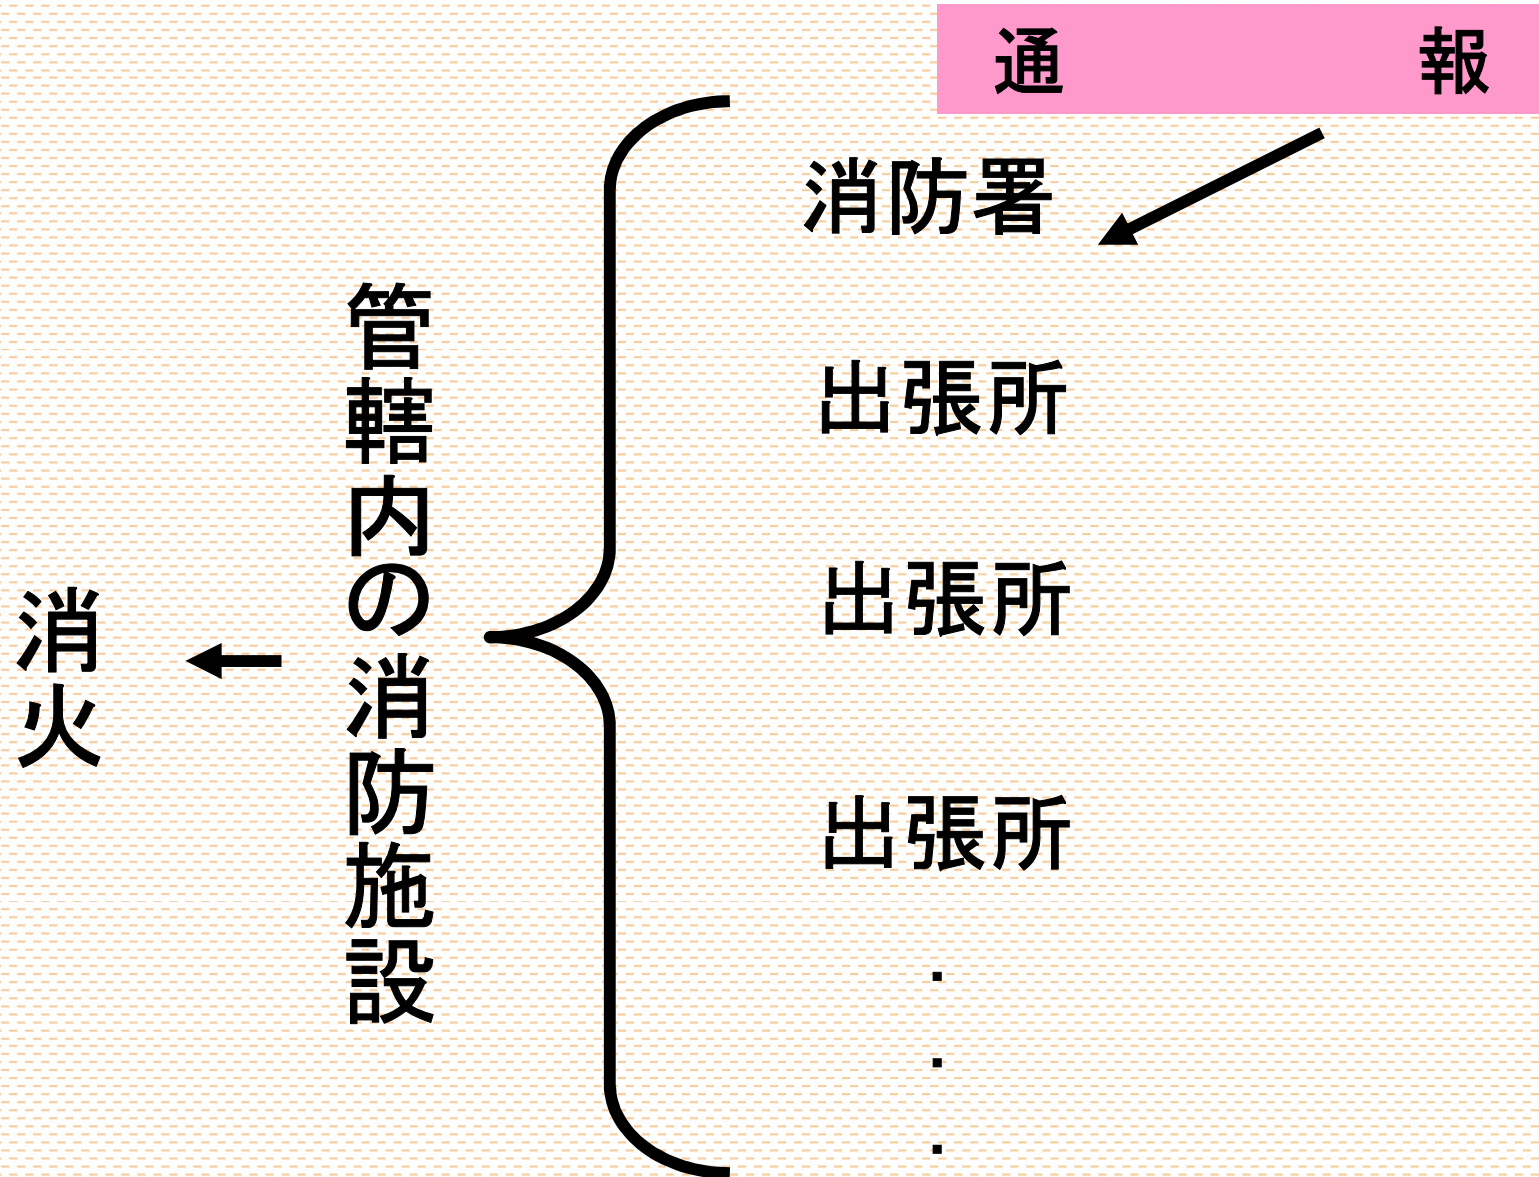 通　報
消防署
出張所
出張所
出張所
・
・
・
管轄内の消防施設
消火